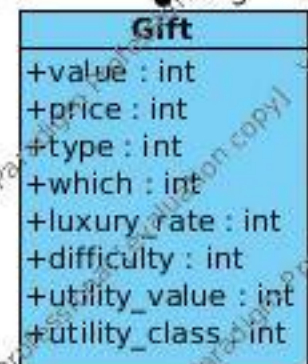 Gift
+value : int
+price : int
+type : int
+which : int
+luxury_rate : int
+difficulty : int
+utility_value : int
+utility_class : int